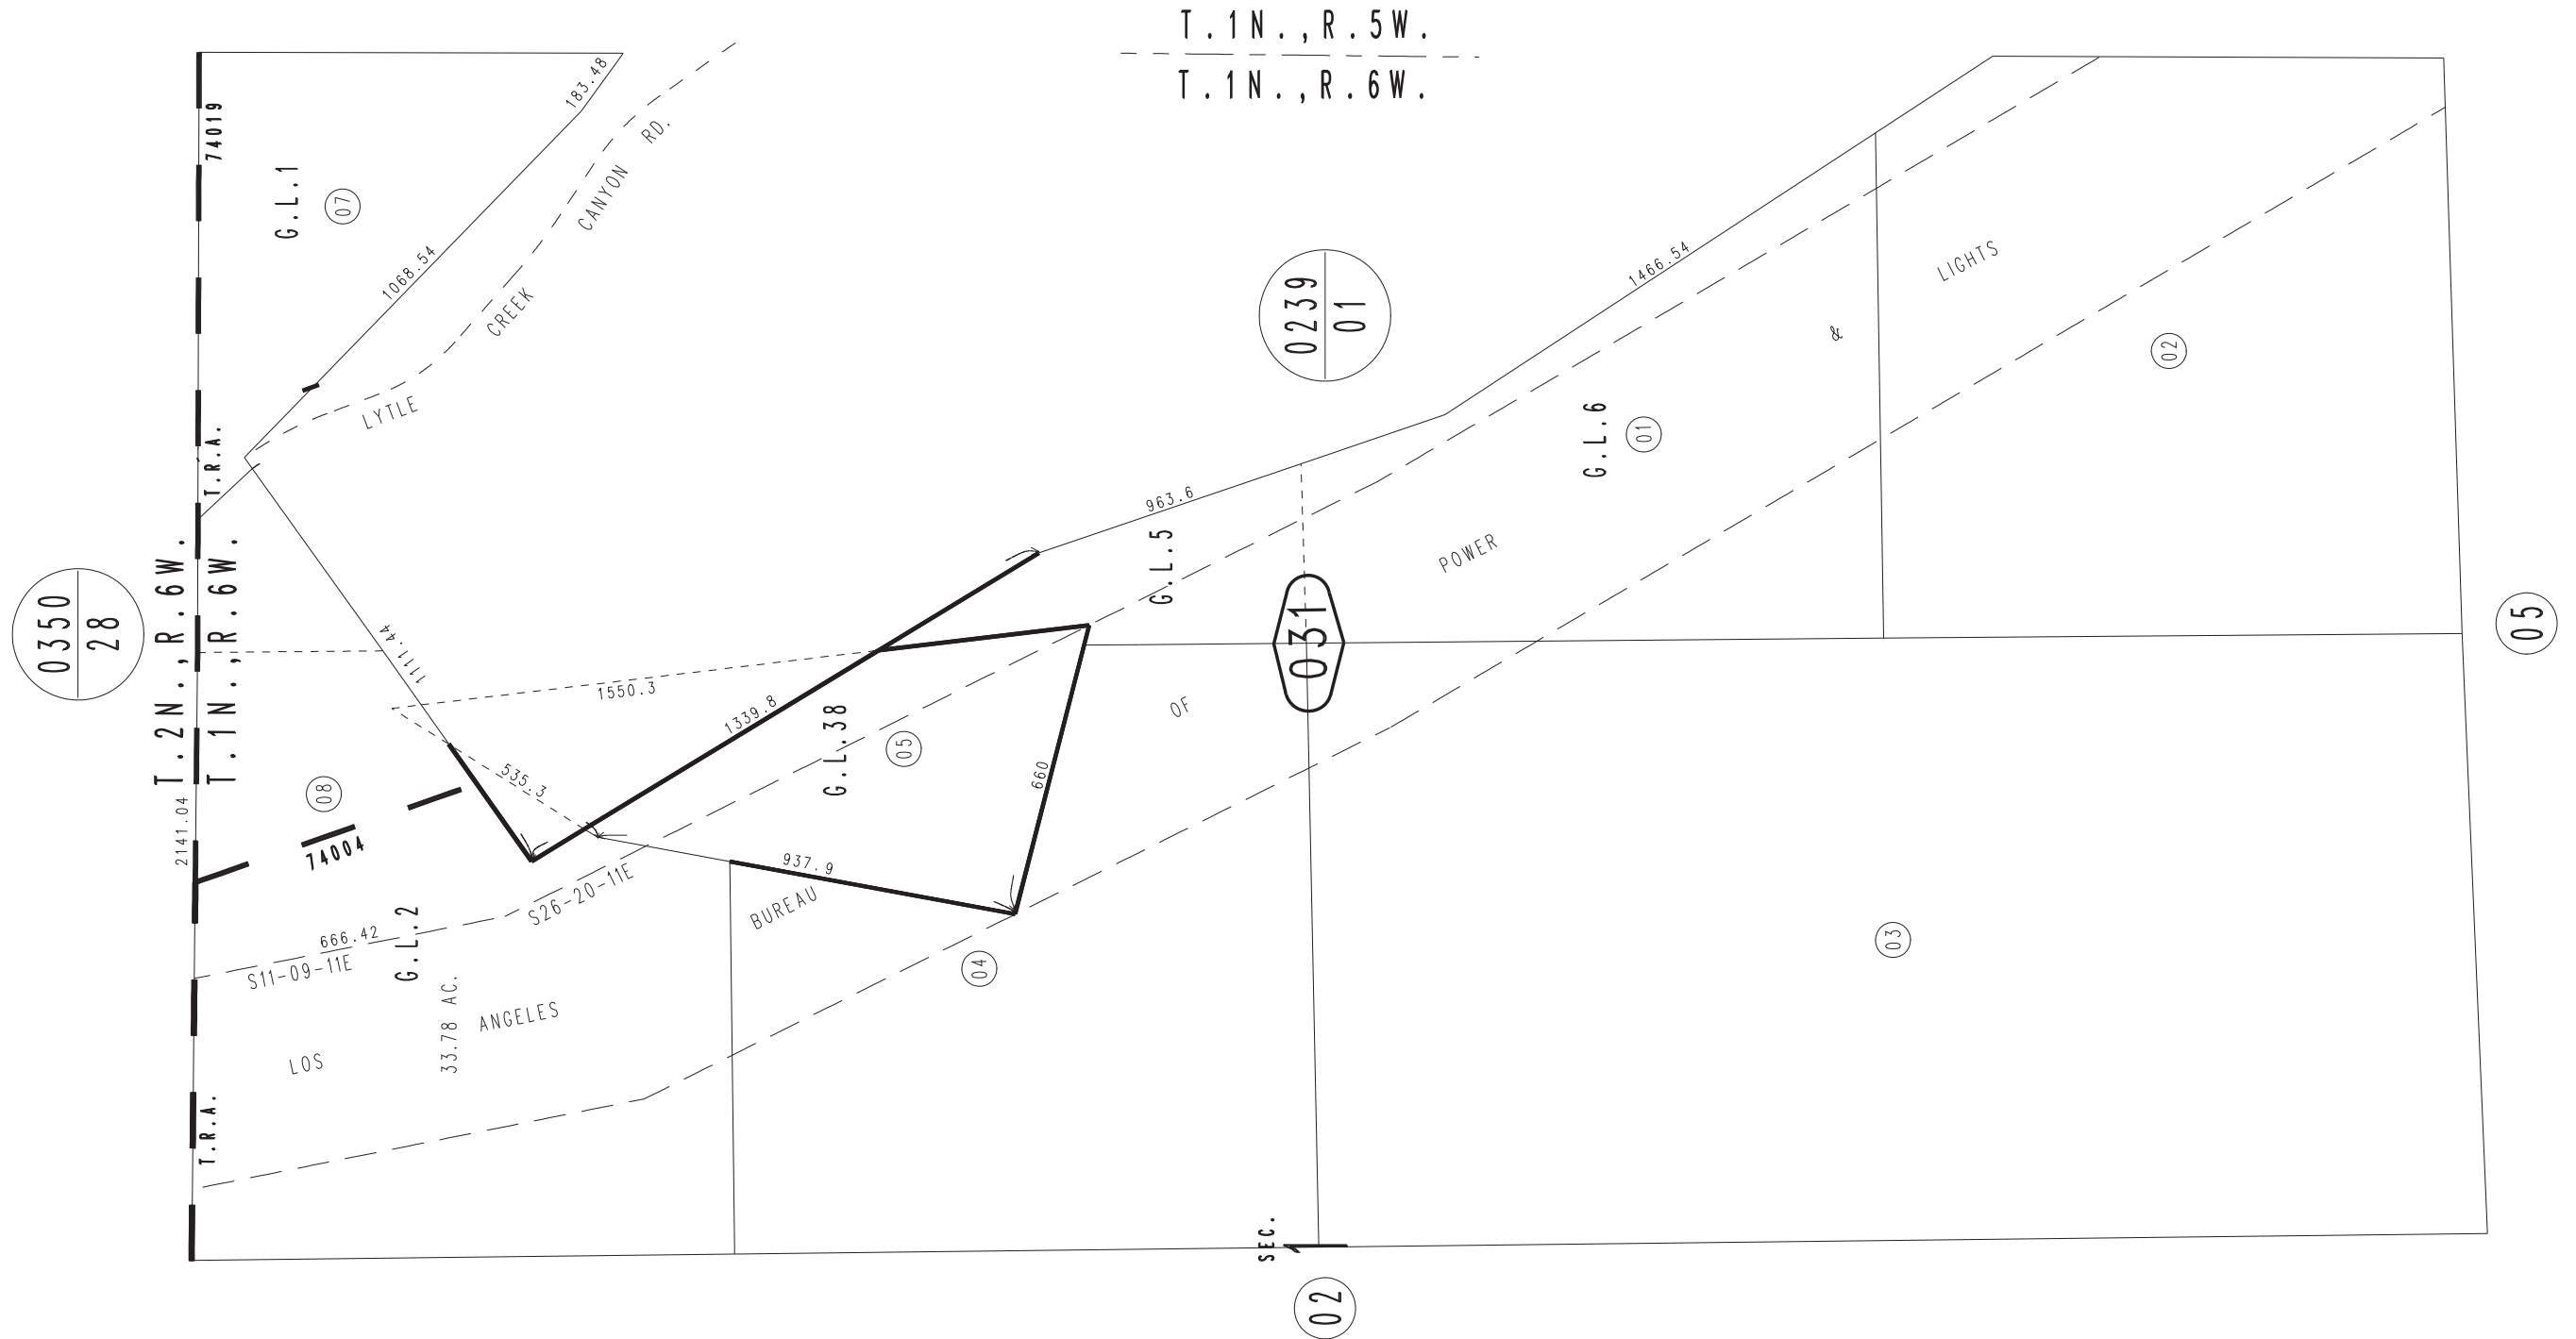 T.1N.,R.5W.
T.1N.,R.6W.
74019
183.48
G.L.1
07
1068.54
LYTLE CREEK CANYON RD.
T.R.A.
0350
28
T.2N.,R.6W.
T.1N.,R.6W.
0239
01
1466.54
LIGHTS
&
02
G.L.6
01
963.6
G.L.5
POWER
031
05
1111.44
1550.3
1339.8
G.L.38
05
OF
535.3
660
2141.04
08
74004
937.9
BUREAU
S26-20-11E
666.42
S11-09-11E
G.L.2
33.78 AC.
ANGELES
LOS
04
03
T.R.A.
SEC.
1
02